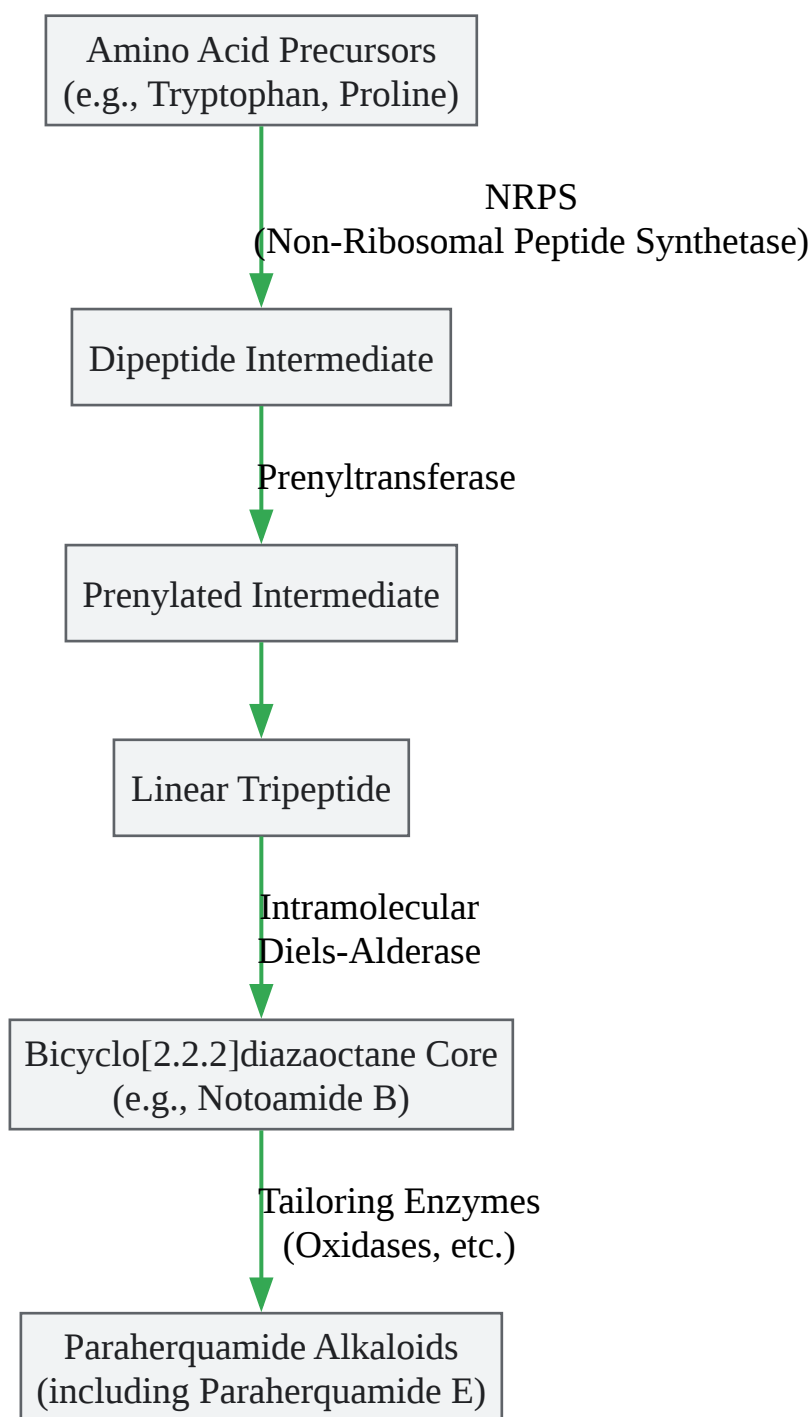 Amino Acid Precursors
(e.g., Tryptophan, Proline)
NRPS
(Non-Ribosomal Peptide Synthetase)
Dipeptide Intermediate
Prenyltransferase
Prenylated Intermediate
Linear Tripeptide
Intramolecular
Diels-Alderase
Bicyclo[2.2.2]diazaoctane Core
(e.g., Notoamide B)
Tailoring Enzymes
(Oxidases, etc.)
Paraherquamide Alkaloids
(including Paraherquamide E)